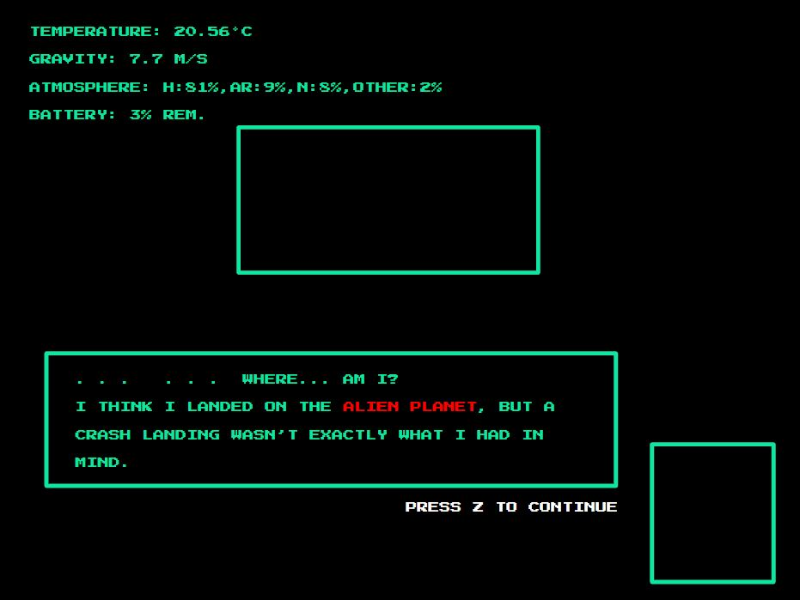 TEMPERATURE: 20.56°C
GRAVITY: 7.7 M/S
ATMOSPHERE: H:81%,AR:9%,N:8%,OTHER:2%
BATTERY: 3% REM.
. . .   . . .  WHERE... AM I?
I THINK I LANDED ON THE ALIEN PLANET, BUT A
CRASH LANDING WASN'T EXACTLY WHAT I HAD IN
MIND.
PRESS Z TO CONTINUE